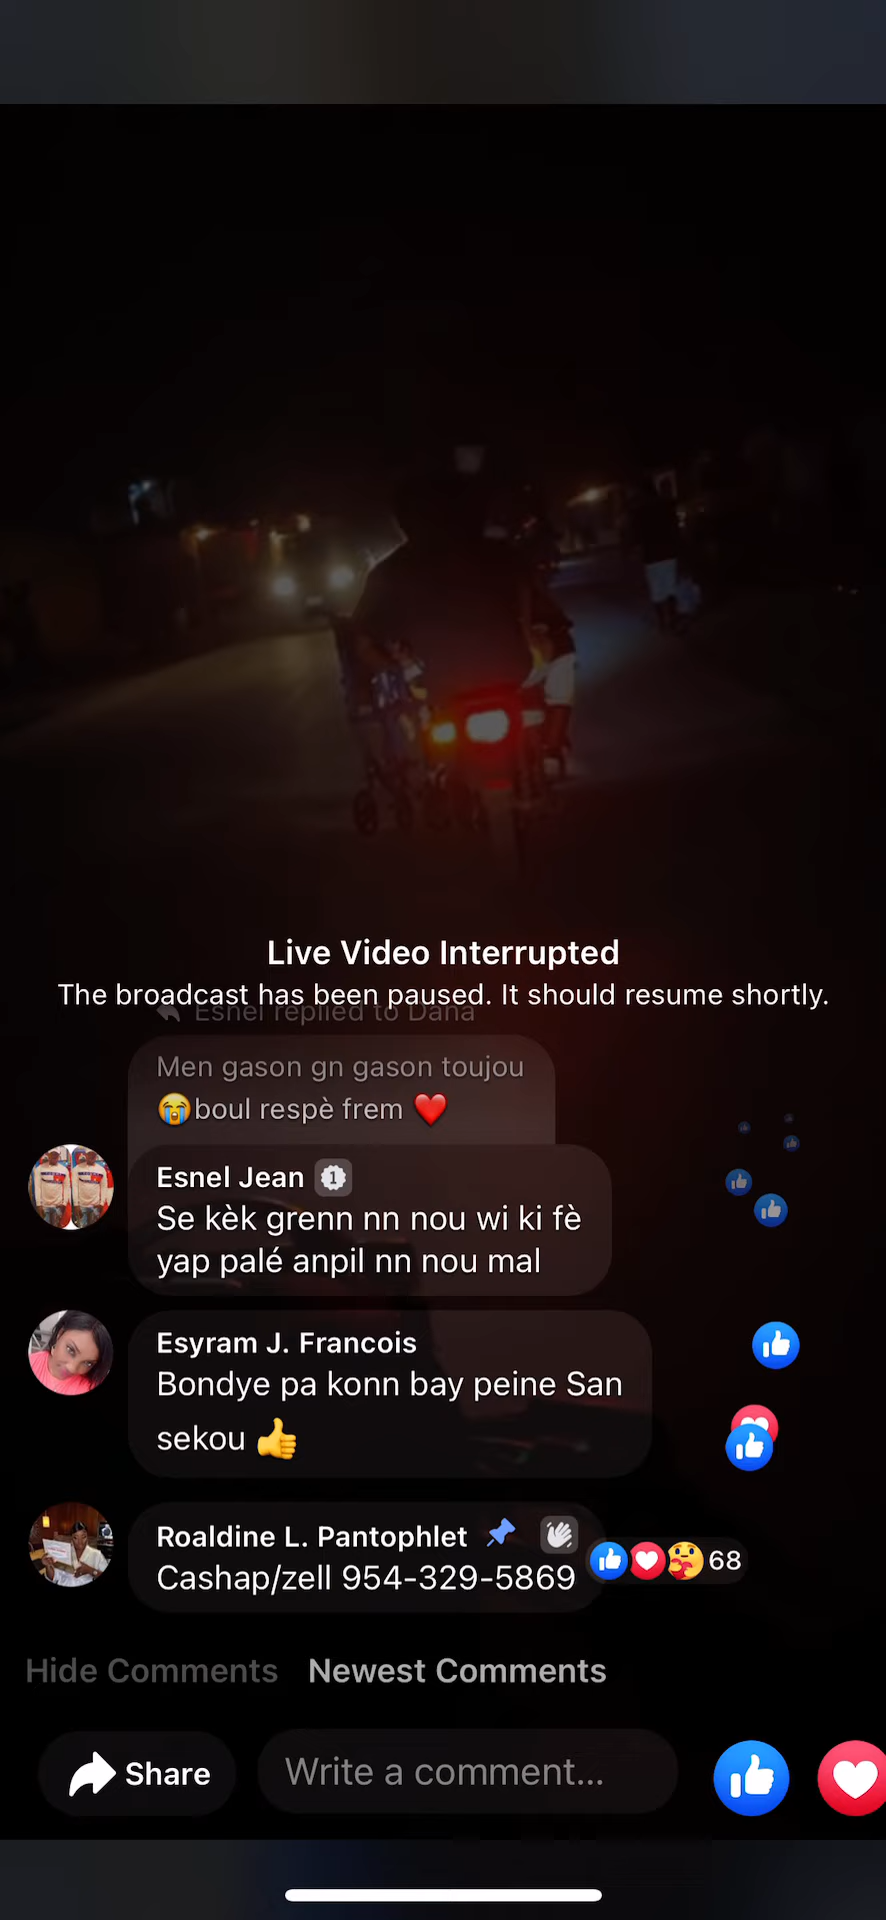 Live Video Interrupted
The broadcast has been paused. It should resume shortly.
Esnel replied to Dana
Men gason gn gason toujou
😭boul respè frem ❤️
Esnel Jean 1
Se kèk grenn nn nou wi ki fè
yap palé anpil nn nou mal
Esyram J. Francois
Bondye pa konn bay peine San
sekou 👍
Roaldine L. Pantophlet
Cashap/zell 954-329-5869
68
Hide Comments Newest Comments
Share Write a comment...